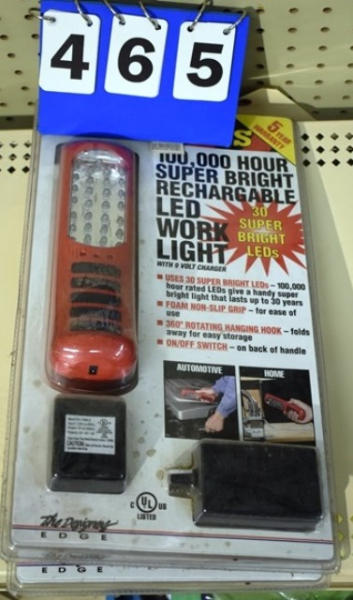 465
S
5 YEAR
WARRANTY
100,000 HOUR
SUPER BRIGHT
RECHARGABLE
LED
WORK
LIGHT
WITH 9 VOLT CHARGER
30
SUPER
BRIGHT
LEDs
■ USES 30 SUPER BRIGHT LEDs – 100,000
hour rated LEDs give a handy super
bright light that lasts up to 30 years
■ FOAM NON-SLIP GRIP – for ease of
use
■ 360° ROTATING HANGING HOOK – folds
away for easy storage
■ ON/OFF SWITCH – on back of handle
AUTOMOTIVE
HOME
CAUTION
C UL US
LISTED
The Designers
EDGE
EDGE